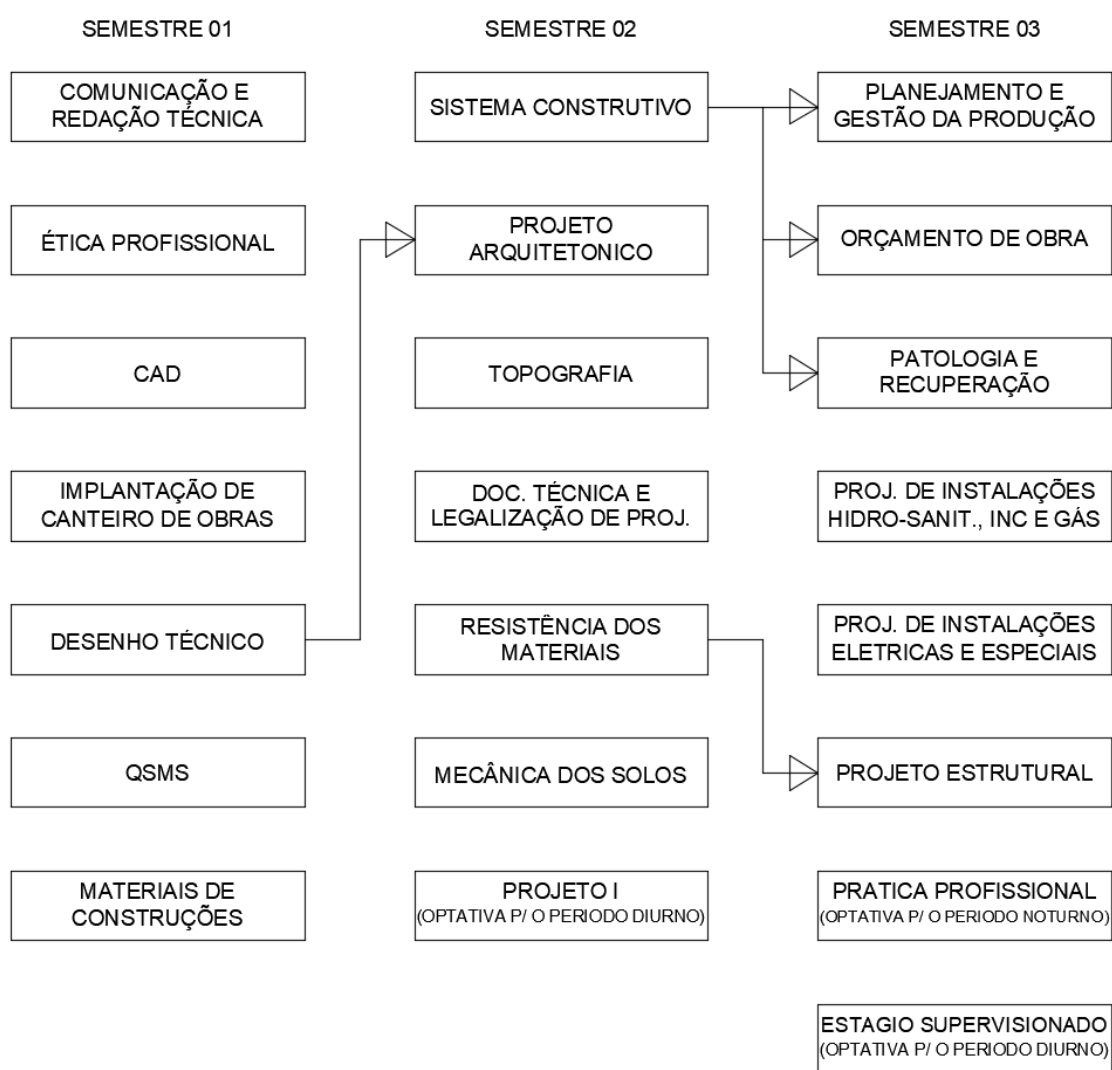 SEMESTRE 01
COMUNICAÇÃO E
REDAÇÃO TÉCNICA
ÉTICA PROFISSIONAL
CAD
IMPLANTAÇÃO DE
CANTEIRO DE OBRAS
DESENHO TÉCNICO
QSMS
MATERIAIS DE
CONSTRUÇÕES
SEMESTRE 02
SISTEMA CONSTRUTIVO
PROJETO
ARQUITETONICO
TOPOGRAFIA
DOC. TÉCNICA E
LEGALIZAÇÃO DE PROJ.
RESISTÊNCIA DOS
MATERIAIS
MECÂNICA DOS SOLOS
PROJETO I
(OPTATIVA P/ O PERIODO DIURNO)
SEMESTRE 03
PLANEJAMENTO E
GESTÃO DA PRODUÇÃO
ORÇAMENTO DE OBRA
PATOLOGIA E
RECUPERAÇÃO
PROJ. DE INSTALAÇÕES
HIDRO-SANIT., INC E GÁS
PROJ. DE INSTALAÇÕES
ELETRICAS E ESPECIAIS
PROJETO ESTRUTURAL
PRATICA PROFISSIONAL
(OPTATIVA P/ O PERIODO NOTURNO)
ESTAGIO SUPERVISIONADO
(OPTATIVA P/ O PERIODO DIURNO)